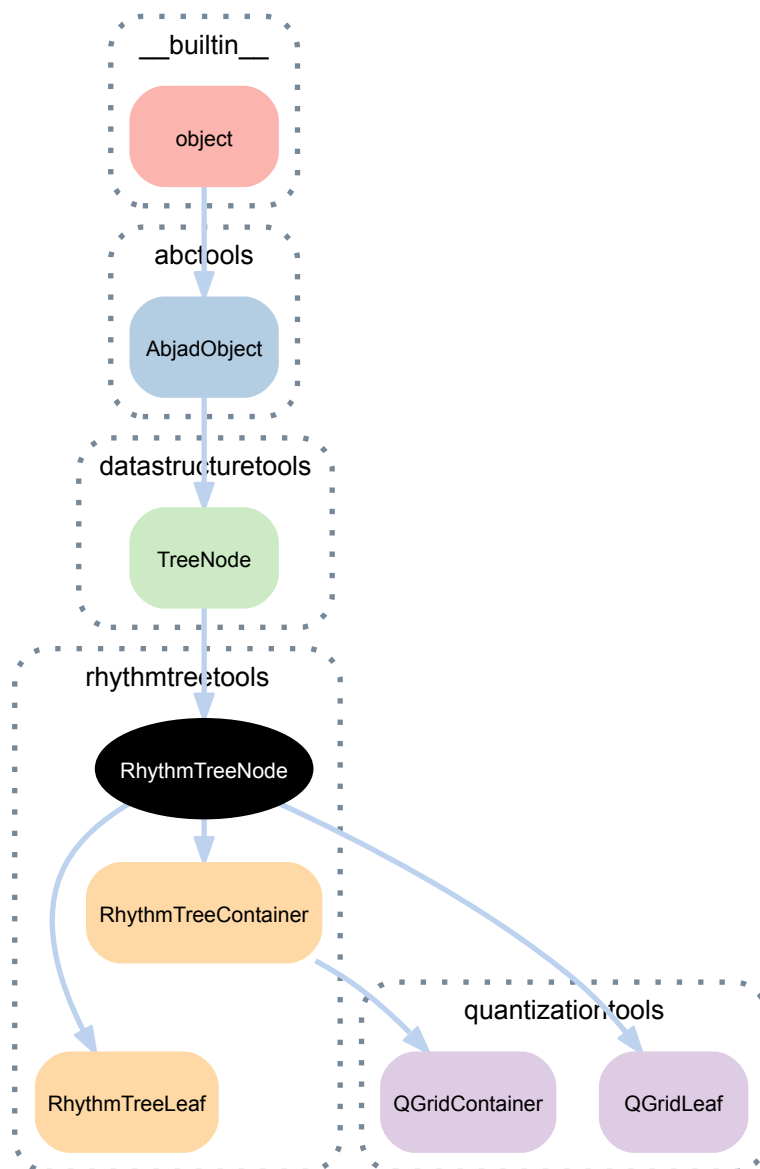 __builtin__
object
abctools
AbjadObject
datastructuretools
TreeNode
rhythmtreetools
RhythmTreeNode
RhythmTreeContainer
quantizationtools
RhythmTreeLeaf
QGridContainer
QGridLeaf